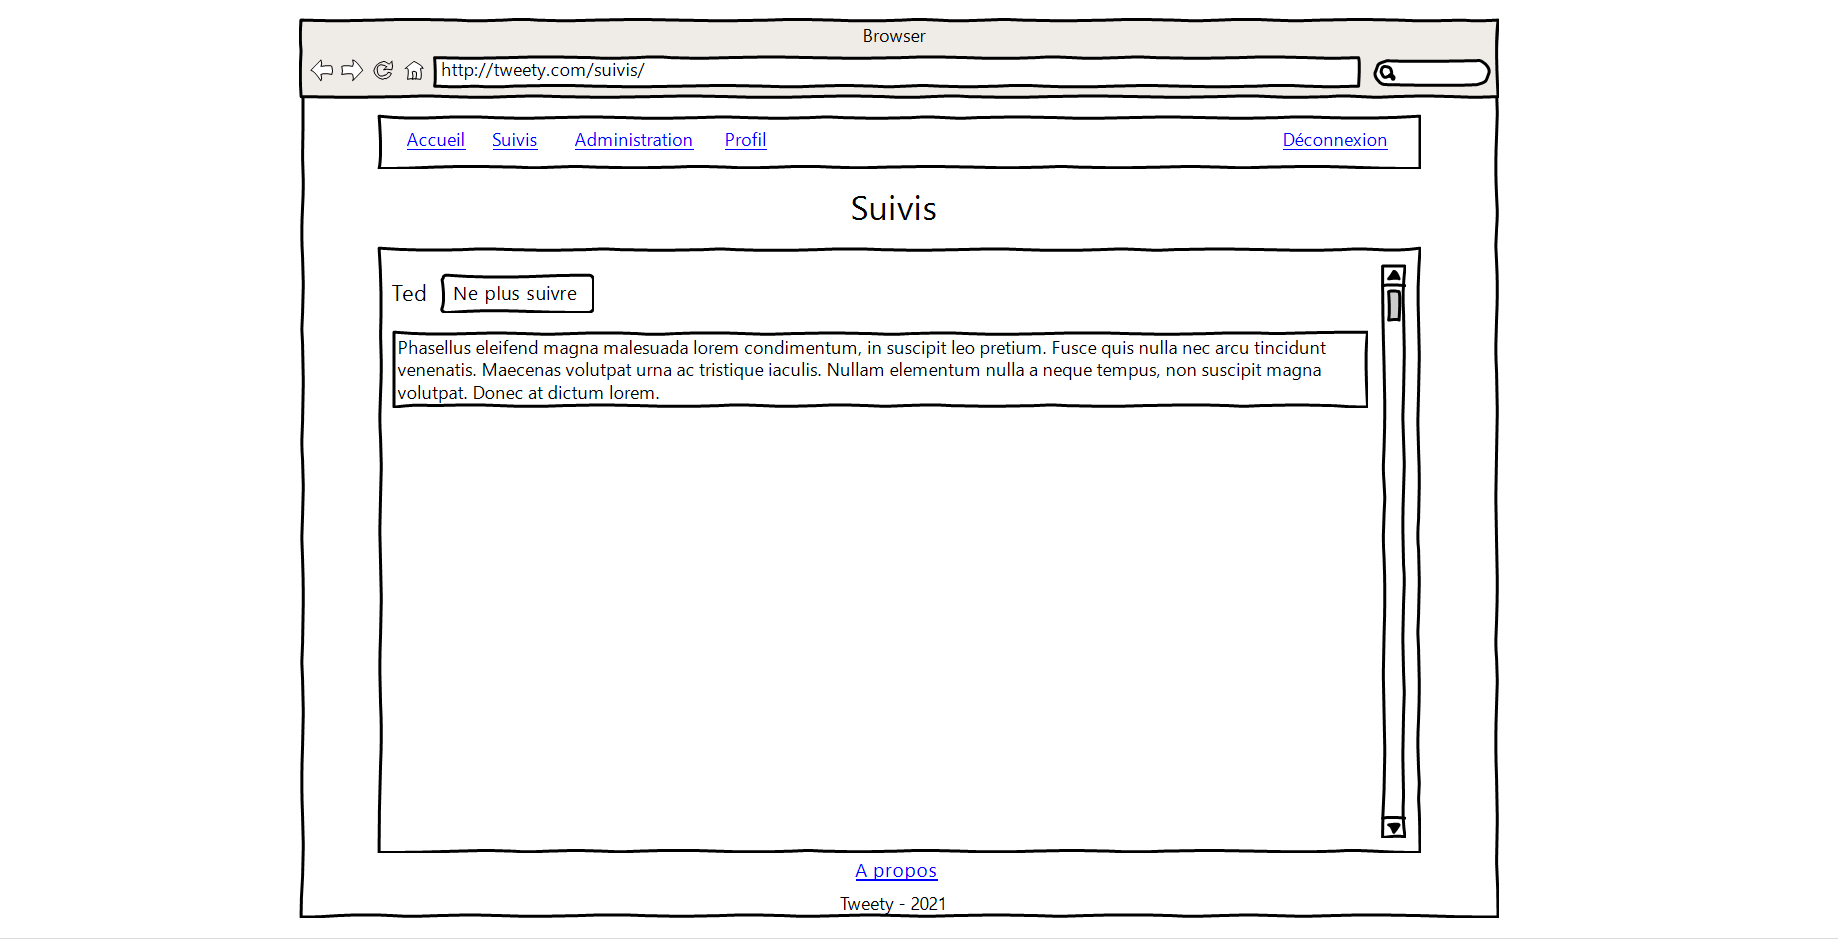 Browser
http://tweety.com/suivis/
Accueil Suivis Administration Profil Déconnexion
Suivis
Ted Ne plus suivre
Phasellus eleifend magna malesuada lorem condimentum, in suscipit leo pretium. Fusce quis nulla nec arcu tincidunt
venenatis. Maecenas volutpat urna ac tristique iaculis. Nullam elementum nulla a neque tempus, non suscipit magna
volutpat. Donec at dictum lorem.
A propos
Tweety - 2021